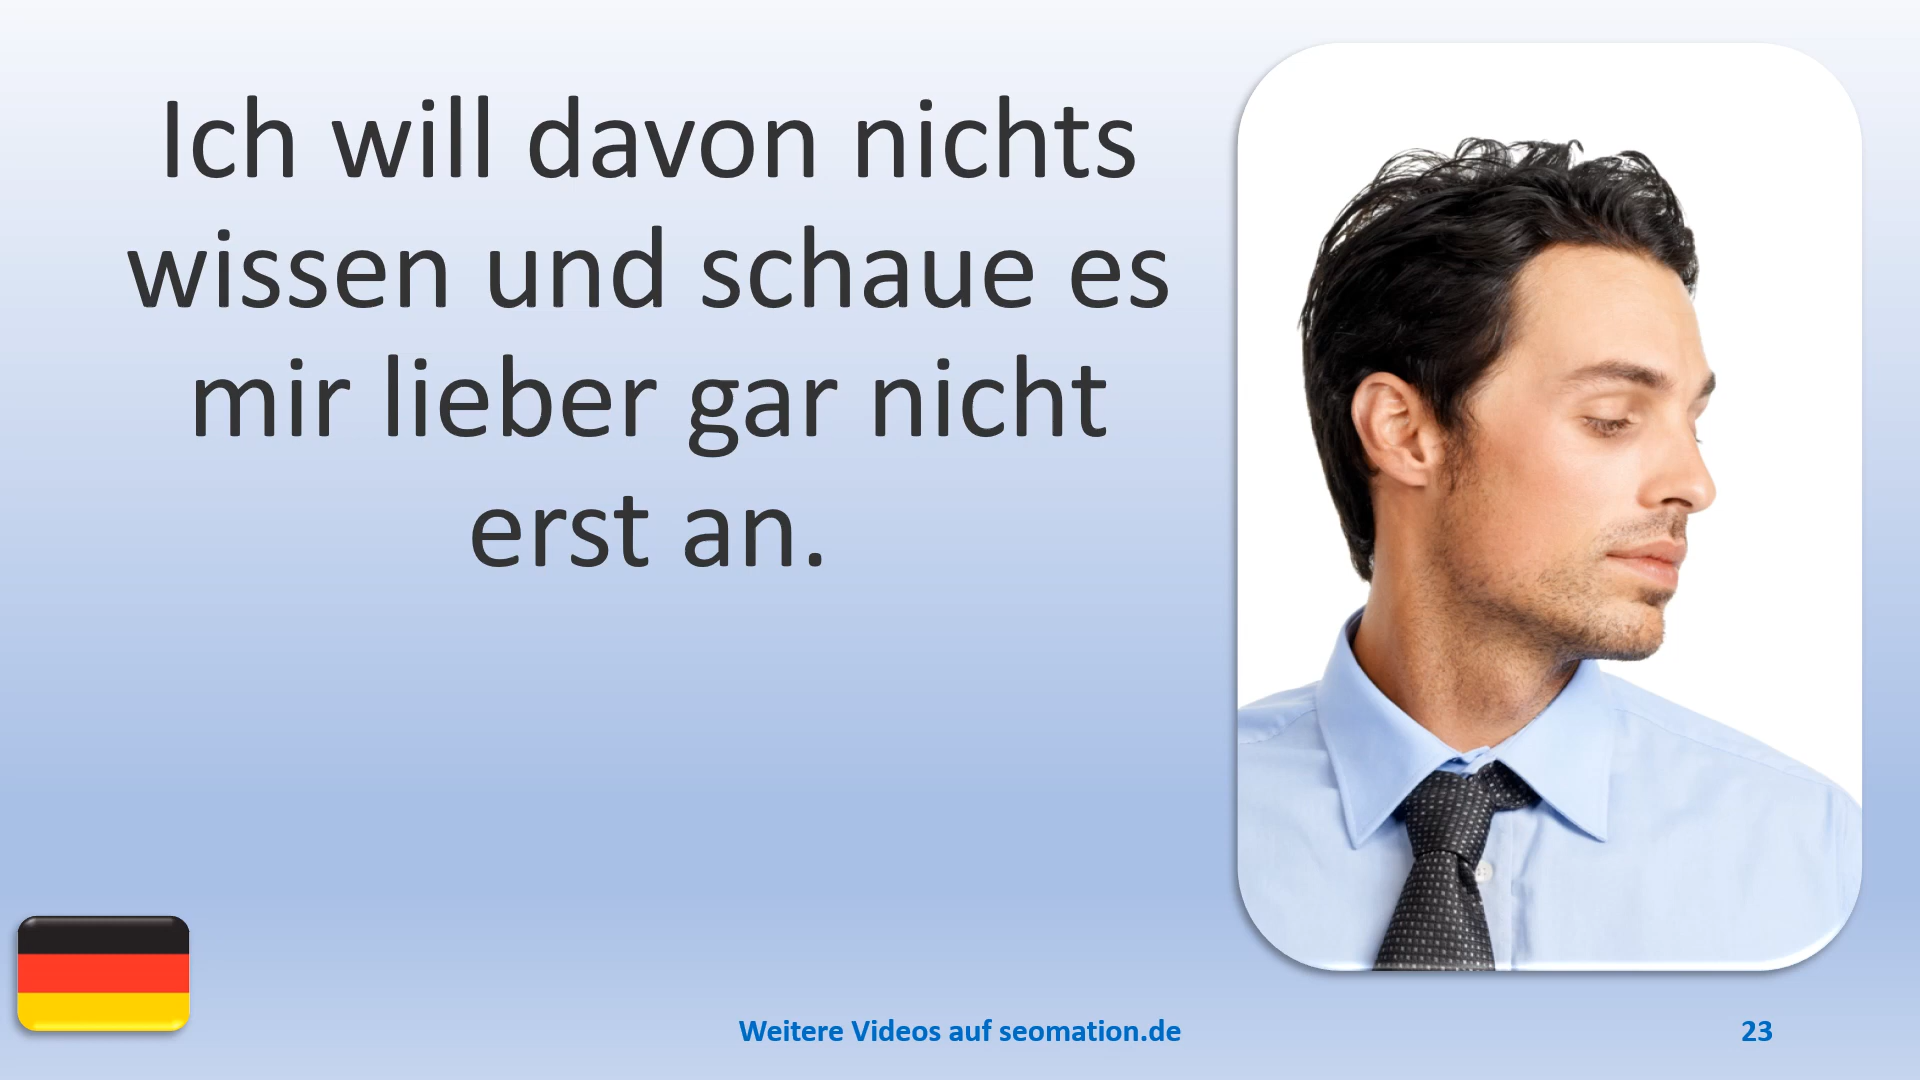 Ich will davon nichts
wissen und schaue es
mir lieber gar nicht
erst an.
Weitere Videos auf seomation.de
23